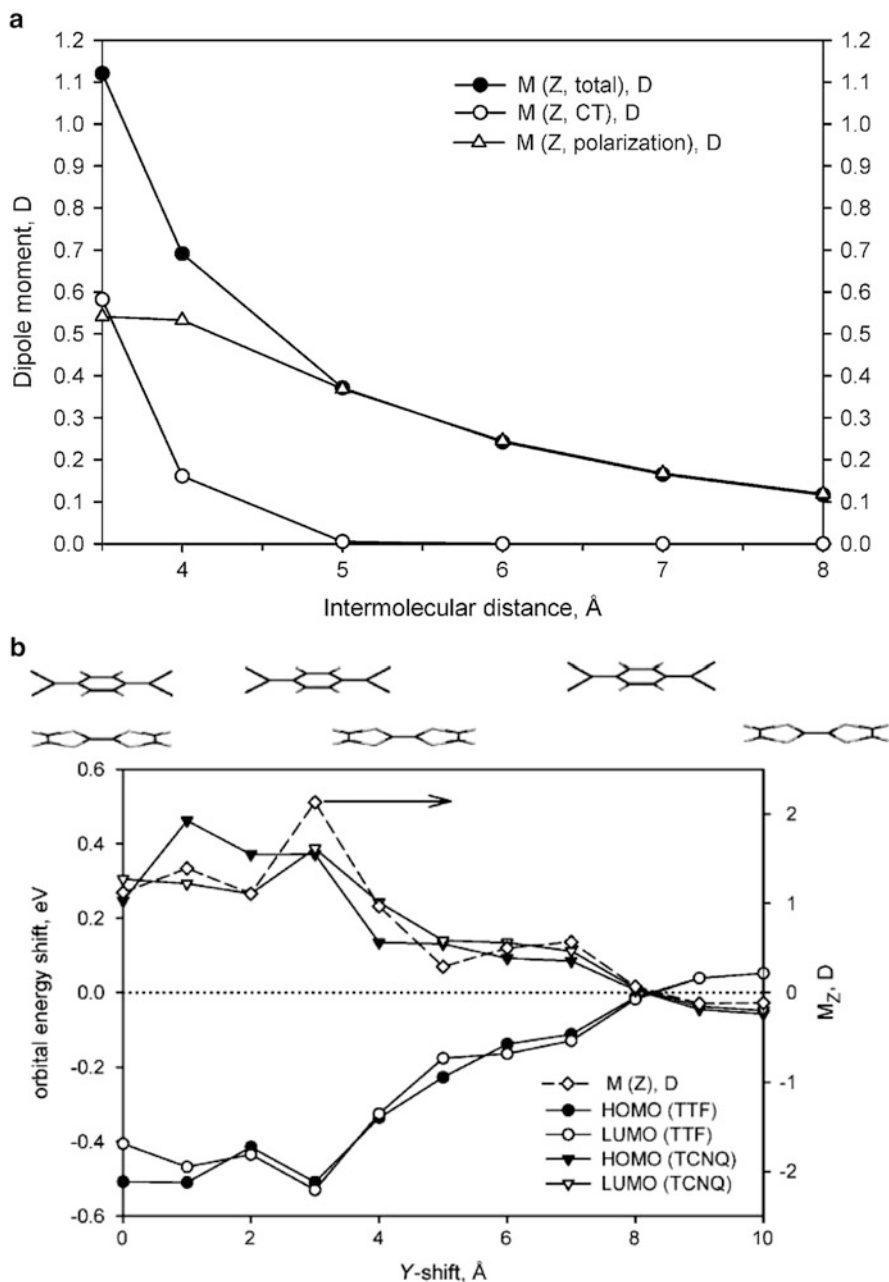 a
1.2
1.1
1.0
0.9
0.8
0.7
0.6
0.5
0.4
0.3
0.2
0.1
0.0
Dipole moment, D
M (Z, total), D
M (Z, CT), D
M (Z, polarization), D
1.2
1.1
1.0
0.9
0.8
0.7
0.6
0.5
0.4
0.3
0.2
0.1
0.0
4 5 6 7 8
Intermolecular distance, Å
b
0.6
0.4
0.2
0.0
-0.2
-0.4
-0.6
orbital energy shift, eV
M (Z), D
HOMO (TTF)
LUMO (TTF)
HOMO (TCNQ)
LUMO (TCNQ)
2
1
0
-1
-2
M_Z, D
0 2 4 6 8 10
Y-shift, Å